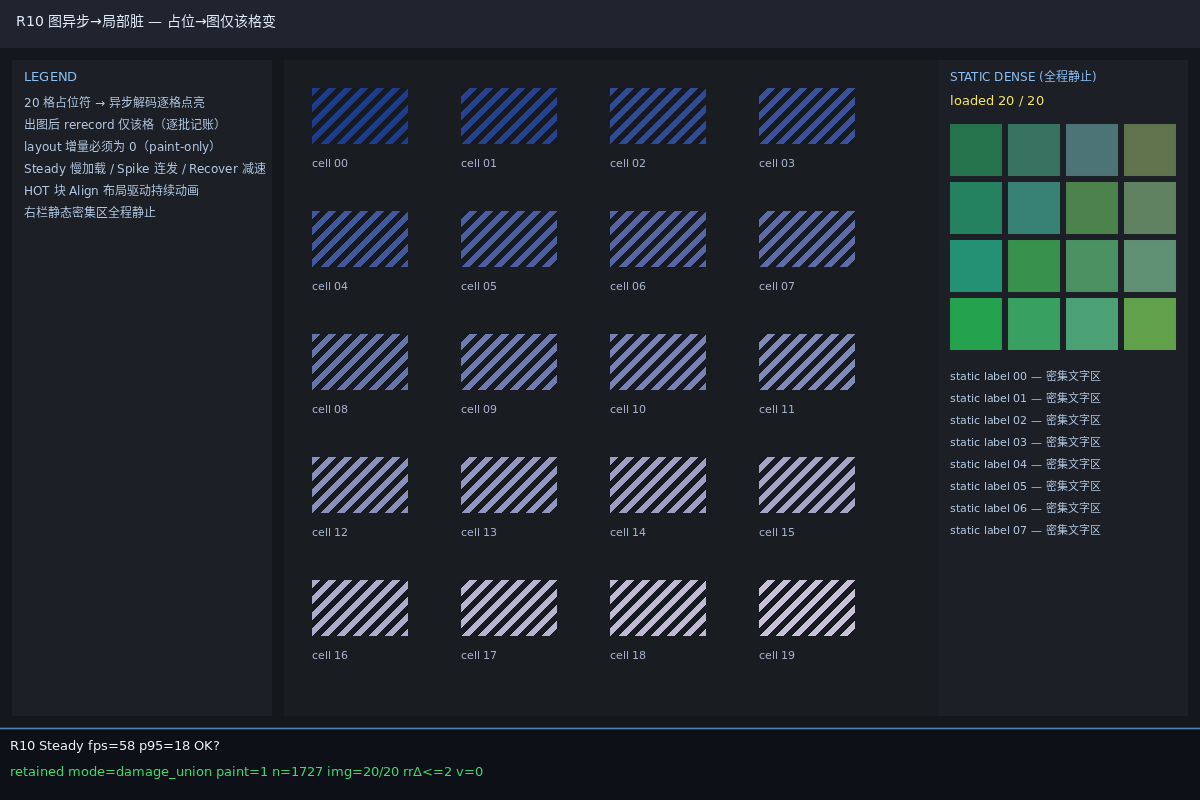 R10 图异步→局部脏 — 占位→图仅该格变
LEGEND
20 格占位符 → 异步解码逐格点亮
出图后 rerecord 仅该格（逐批记账）
layout 增量必须为 0（paint-only）
Steady 慢加载 / Spike 连发 / Recover 减速
HOT 块 Align 布局驱动持续动画
右栏静态密集区全程静止
cell 00
cell 01
cell 02
cell 03
cell 04
cell 05
cell 06
cell 07
cell 08
cell 09
cell 10
cell 11
cell 12
cell 13
cell 14
cell 15
cell 16
cell 17
cell 18
cell 19
STATIC DENSE (全程静止)
loaded 20 / 20
static label 00 — 密集文字区
static label 01 — 密集文字区
static label 02 — 密集文字区
static label 03 — 密集文字区
static label 04 — 密集文字区
static label 05 — 密集文字区
static label 06 — 密集文字区
static label 07 — 密集文字区
R10 Steady fps=58 p95=18 OK?
retained mode=damage_union paint=1 n=1727 img=20/20 rrΔ<=2 v=0